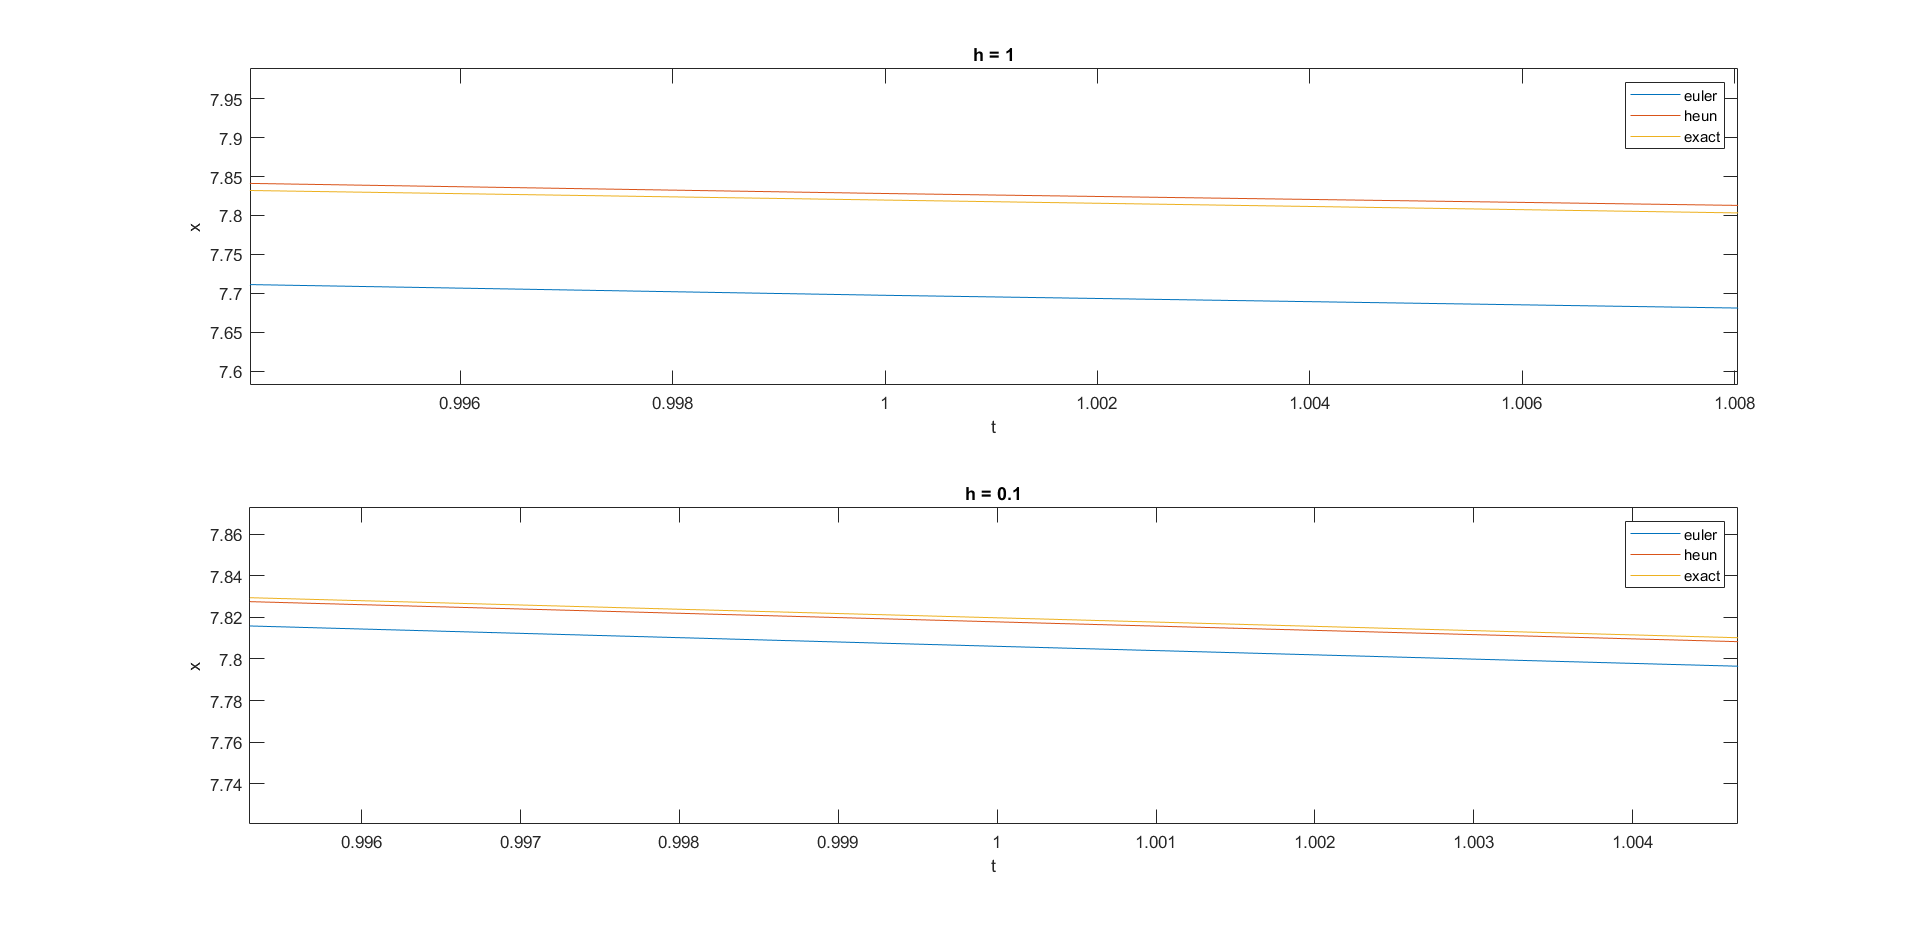 h = 1
7.95
7.9
7.85
7.8
7.75
7.7
7.65
7.6
x
euler
heun
exact
0.996 0.998 1 1.002 1.004 1.006 1.008
t
h = 0.1
7.86
7.84
7.82
7.8
7.78
7.76
7.74
x
euler
heun
exact
0.996 0.997 0.998 0.999 1 1.001 1.002 1.003 1.004
t